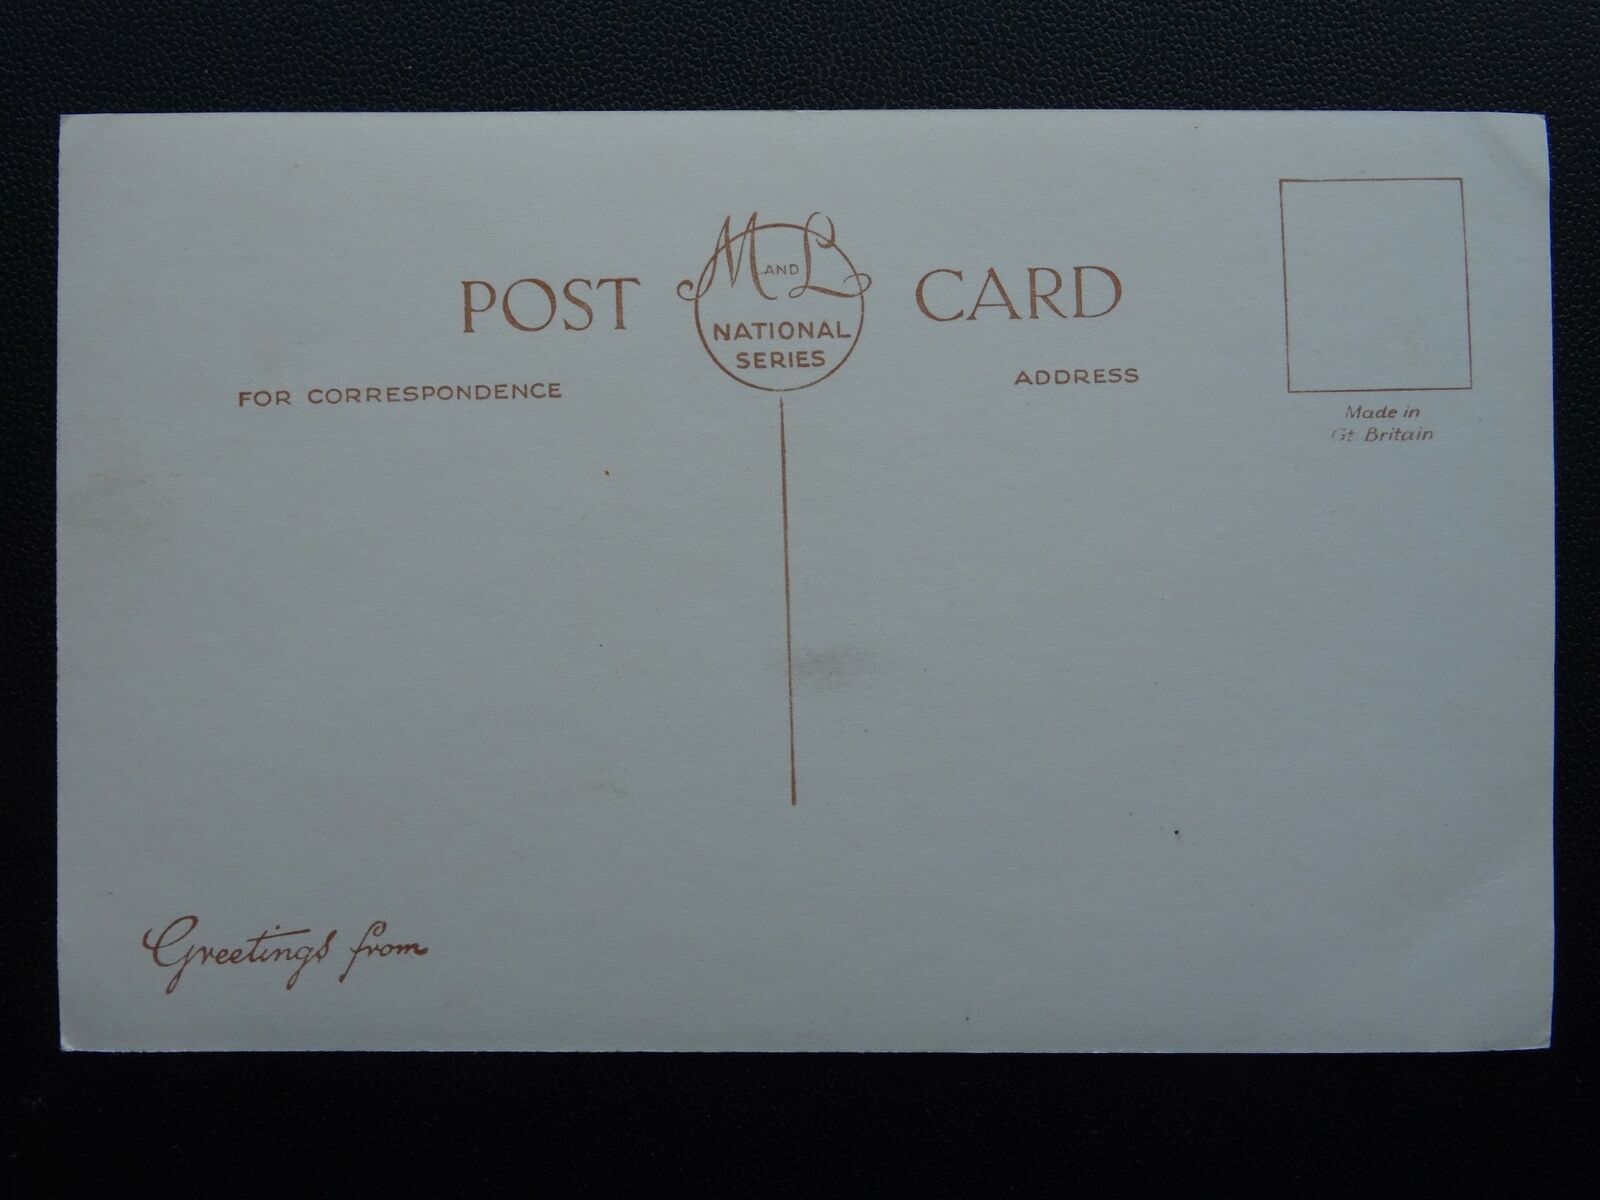 POST M AND L CARD
NATIONAL
SERIES
FOR CORRESPONDENCE
ADDRESS
Made in
Gt. Britain
Greetings from